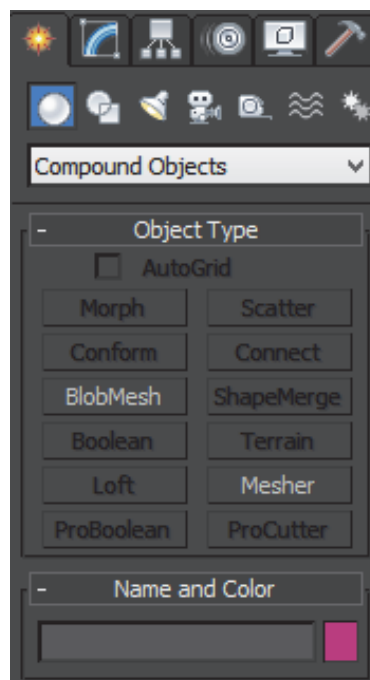 Compound Objects
- Object Type
AutoGrid
Morph Scatter
Conform Connect
BlobMesh ShapeMerge
Boolean Terrain
Loft Mesher
ProBoolean ProCutter
- Name and Color